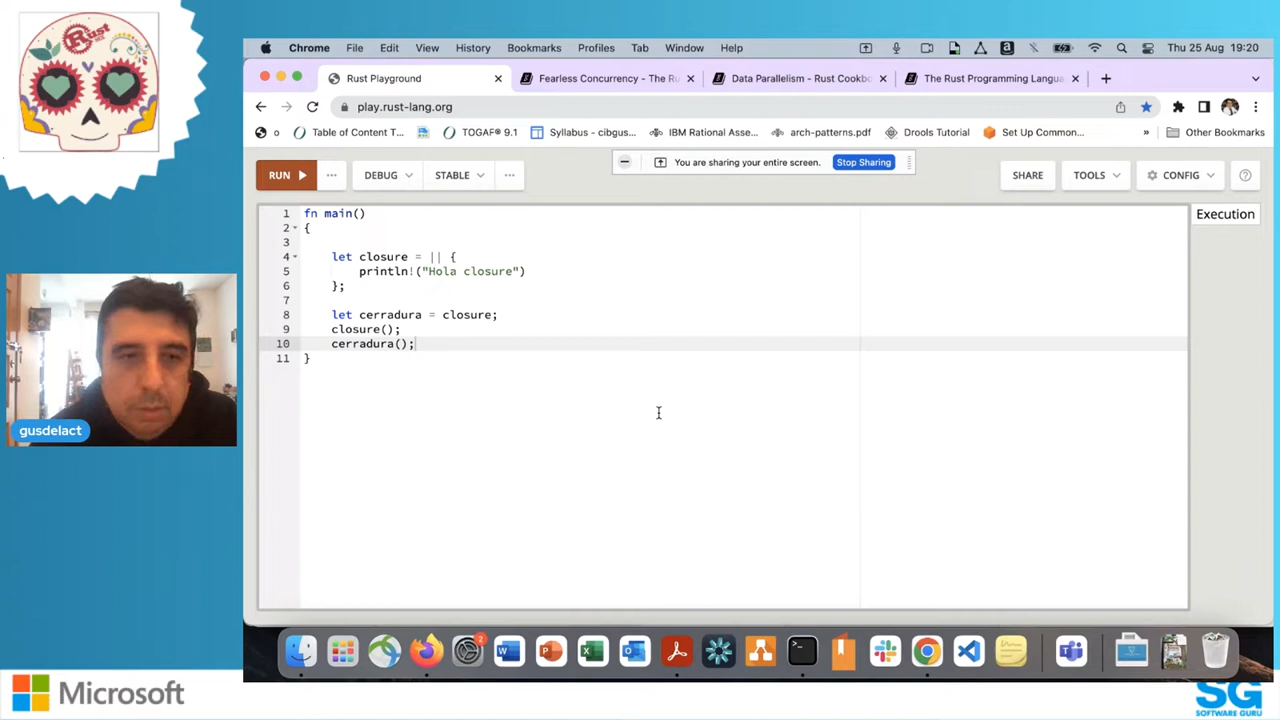 Rust
MX
Chrome File Edit View History Bookmarks Profiles Tab Window Help Thu 25 Aug 19:20
Rust Playground Fearless Concurrency - The Ru Data Parallelism - Rust Cookbo The Rust Programming Langua
play.rust-lang.org
o Table of Content T... TOGAF® 9.1 Syllabus - cibgus... IBM Rational Asse... arch-patterns.pdf Drools Tutorial Set Up Common... » Other Bookmarks
You are sharing your entire screen. Stop Sharing
RUN ... DEBUG STABLE ... SHARE TOOLS CONFIG
Execution
1 fn main()
2 {
3
4 let closure = || {
5 println!("Hola closure")
6 };
7
8 let cerradura = closure;
9 closure();
10 cerradura();
11 }
gusdelact
2
Microsoft
SG
SOFTWARE GURU